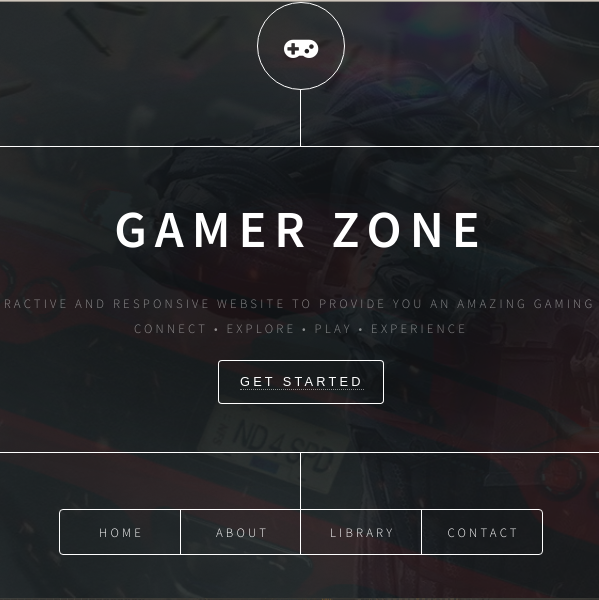 GAMER ZONE
RACTIVE AND RESPONSIVE WEBSITE TO PROVIDE YOU AN AMAZING GAMING
CONNECT • EXPLORE • PLAY • EXPERIENCE
GET STARTED
ND4SPD
HOME
ABOUT
LIBRARY
CONTACT